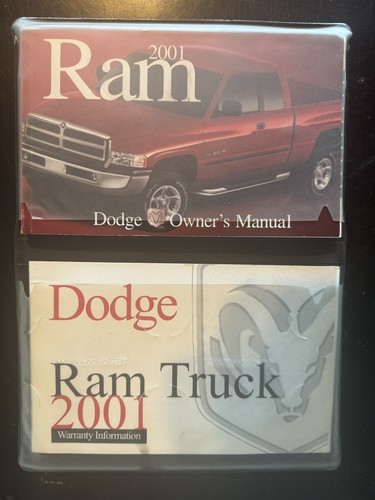 2001
Ram
Dodge Owner's Manual
Dodge
Ram Truck
2001
Warranty Information